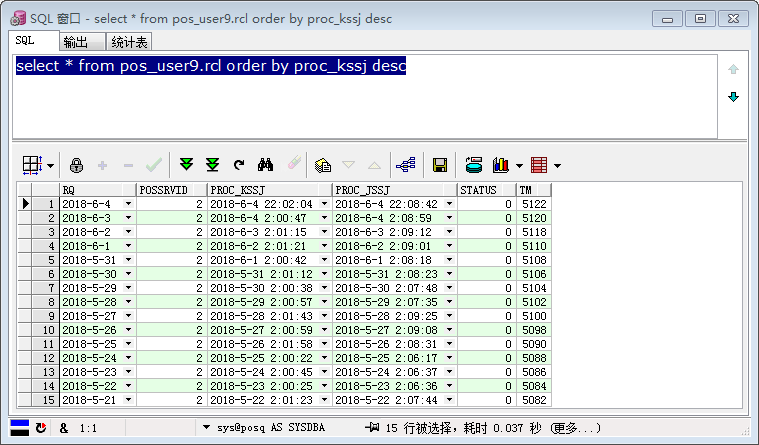 SQL 窗口 - select * from pos_user9.rcl order by proc_kssj desc
SQL 输出 统计表
select * from pos_user9.rcl order by proc_kssj desc
RQ POSSRVID PROC_KSSJ PROC_JSSJ STATUS TM
1 2018-6-4 2 2018-6-4 22:02:04 2018-6-4 22:08:42 0 5122
2 2018-6-3 2 2018-6-4 2:00:47 2018-6-4 2:08:59 0 5120
3 2018-6-2 2 2018-6-3 2:01:15 2018-6-3 2:09:12 0 5118
4 2018-6-1 2 2018-6-2 2:01:21 2018-6-2 2:09:01 0 5110
5 2018-5-31 2 2018-6-1 2:00:42 2018-6-1 2:08:18 0 5108
6 2018-5-30 2 2018-5-31 2:01:12 2018-5-31 2:08:23 0 5106
7 2018-5-29 2 2018-5-30 2:00:38 2018-5-30 2:07:48 0 5104
8 2018-5-28 2 2018-5-29 2:00:57 2018-5-29 2:07:35 0 5102
9 2018-5-27 2 2018-5-28 2:01:43 2018-5-28 2:09:25 0 5100
10 2018-5-26 2 2018-5-27 2:00:59 2018-5-27 2:09:08 0 5098
11 2018-5-25 2 2018-5-26 2:01:58 2018-5-26 2:08:31 0 5090
12 2018-5-24 2 2018-5-25 2:00:22 2018-5-25 2:06:17 0 5088
13 2018-5-23 2 2018-5-24 2:00:45 2018-5-24 2:06:37 0 5086
14 2018-5-22 2 2018-5-23 2:00:25 2018-5-23 2:06:36 0 5084
15 2018-5-21 2 2018-5-22 2:01:23 2018-5-22 2:07:44 0 5082
& 1:1 sys@posq AS SYSDBA 15 行被选择，耗时 0.037 秒 (更多...)